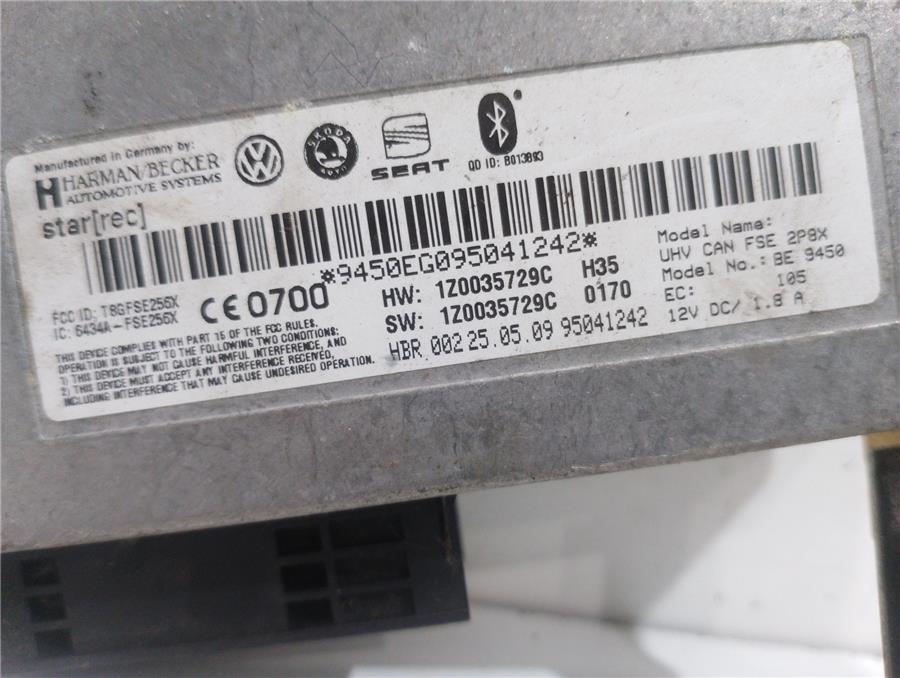 Manufactured in Germany by:
HARMAN/BECKER
AUTOMOTIVE SYSTEMS
ŠKODA
AUTO
SEAT
QD ID: B013893
star[rec]
*9450EG095041242*
FCC ID: T8GFSE256X
IC: 6434A-FSE256X
CE 0700
THIS DEVICE COMPLIES WITH PART 15 OF THE FCC RULES.
OPERATION IS SUBJECT TO THE FOLLOWING TWO CONDITIONS:
1) THIS DEVICE MAY NOT CAUSE HARMFUL INTERFERENCE, AND
2) THIS DEVICE MUST ACCEPT ANY INTERFERENCE RECEIVED,
INCLUDING INTERFERENCE THAT MAY CAUSE UNDESIRED OPERATION.
HW: 1Z0035729C H35
SW: 1Z0035729C 0170
HBR 002 25.05.09 95041242
Model Name:
UHV CAN FSE 2P8X
Model No.: BE 9450
EC: 105
12V DC/ 1.8 A